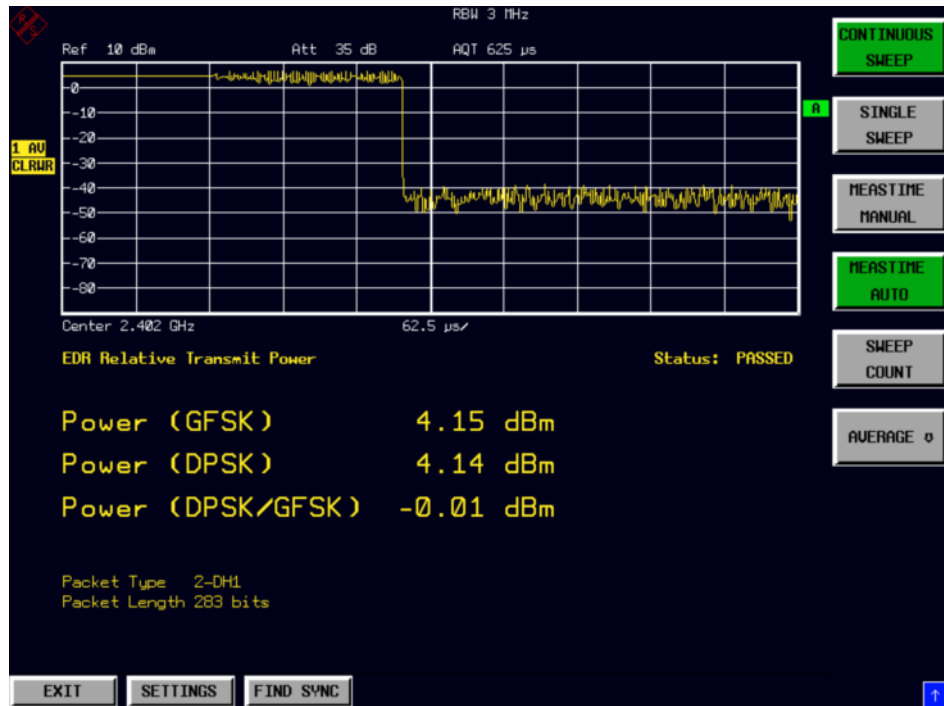 RBW 3 MHz
Ref 10 dBm Att 35 dB AQT 625 µs
0
-10
-20
-30
-40
-50
-60
-70
-80
1 AV
CLRWR
A
Center 2.402 GHz 62.5 µs/
EDR Relative Transmit Power Status: PASSED
Power (GFSK) 4.15 dBm
Power (DPSK) 4.14 dBm
Power (DPSK/GFSK) -0.01 dBm
Packet Type 2-DH1
Packet Length 283 bits
CONTINUOUS
SWEEP
SINGLE
SWEEP
MEASTIME
MANUAL
MEASTIME
AUTO
SWEEP
COUNT
AVERAGE
EXIT SETTINGS FIND SYNC